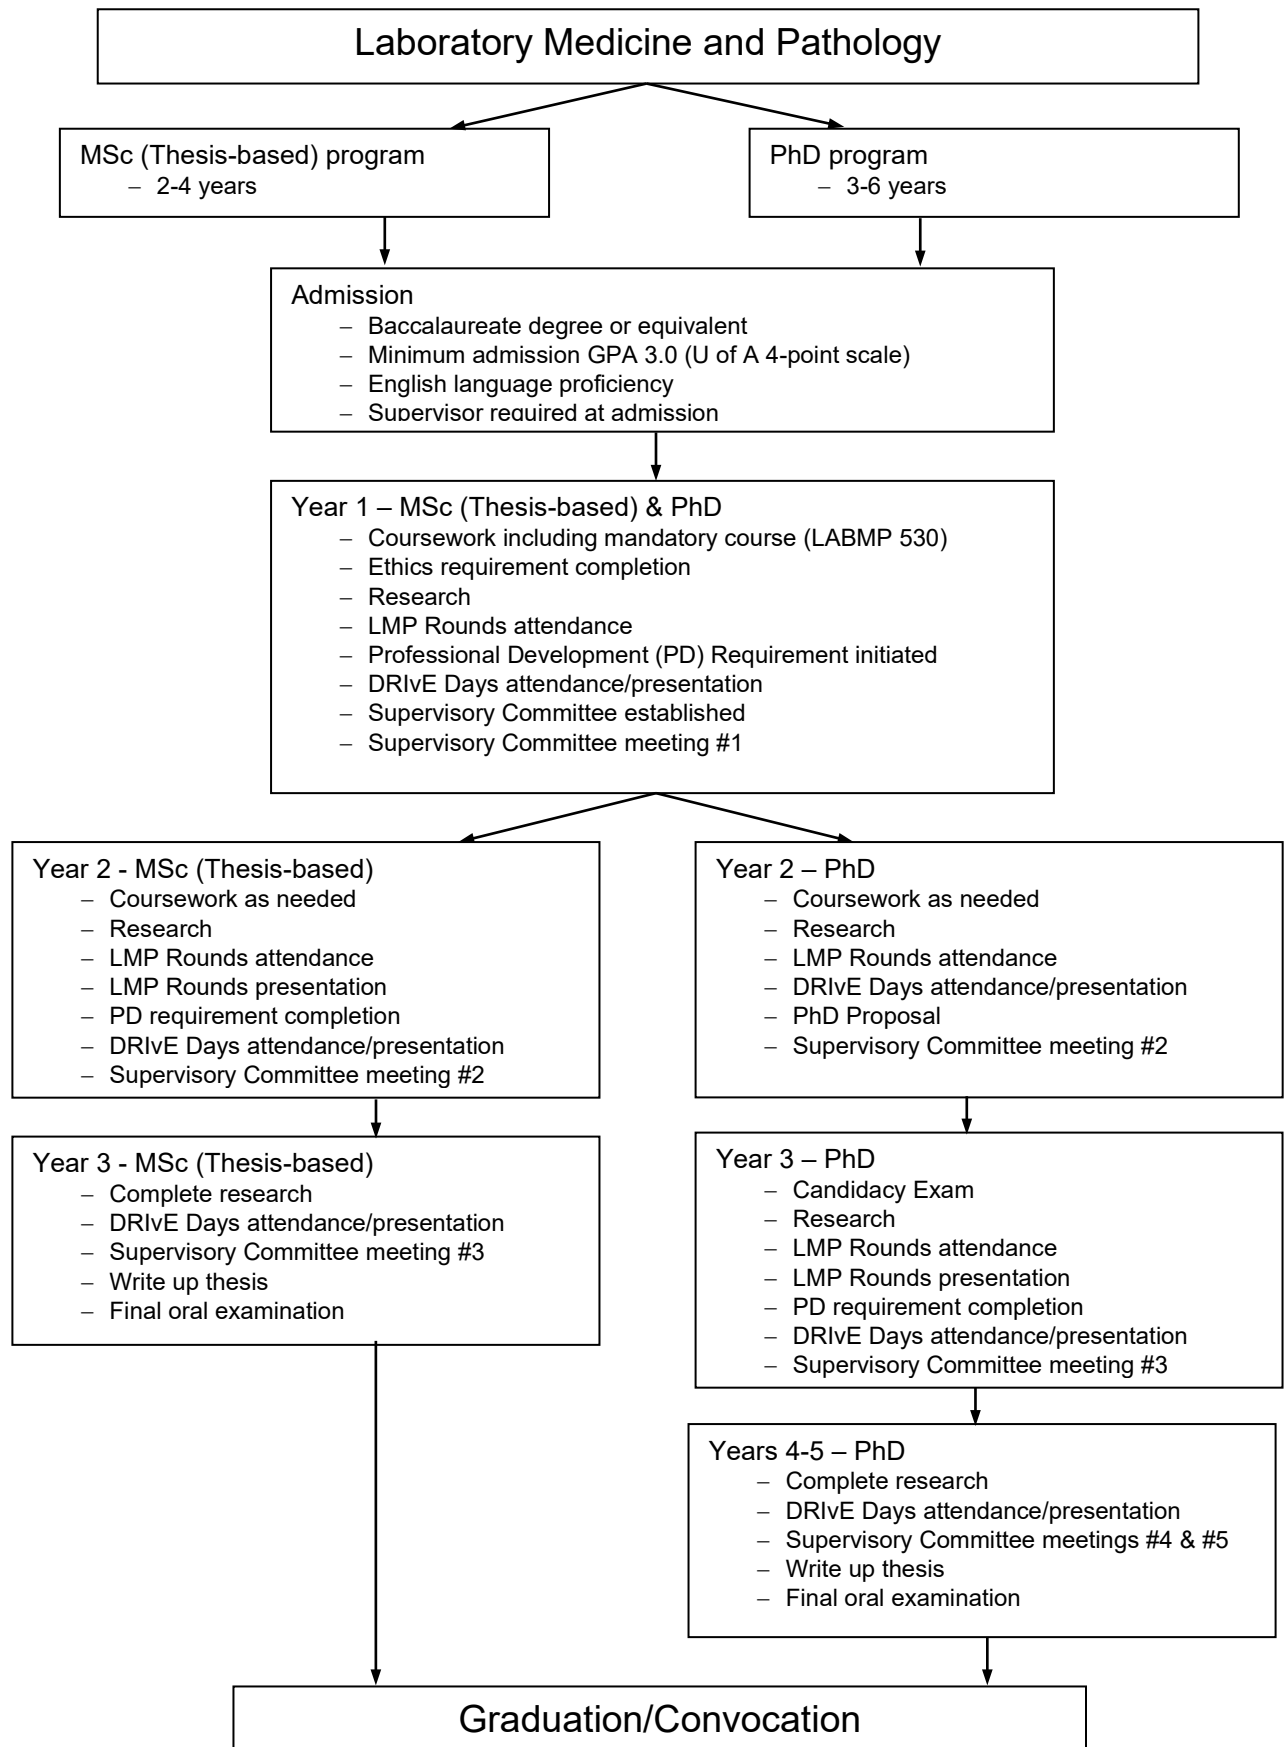 Laboratory Medicine and Pathology
MSc (Thesis-based) program
– 2-4 years
PhD program
– 3-6 years
Admission
– Baccalaureate degree or equivalent
– Minimum admission GPA 3.0 (U of A 4-point scale)
– English language proficiency
– Supervisor required at admission
Year 1 – MSc (Thesis-based) & PhD
– Coursework including mandatory course (LABMP 530)
– Ethics requirement completion
– Research
– LMP Rounds attendance
– Professional Development (PD) Requirement initiated
– DRIvE Days attendance/presentation
– Supervisory Committee established
– Supervisory Committee meeting #1
Year 2 - MSc (Thesis-based)
– Coursework as needed
– Research
– LMP Rounds attendance
– LMP Rounds presentation
– PD requirement completion
– DRIvE Days attendance/presentation
– Supervisory Committee meeting #2
Year 2 – PhD
– Coursework as needed
– Research
– LMP Rounds attendance
– DRIvE Days attendance/presentation
– PhD Proposal
– Supervisory Committee meeting #2
Year 3 - MSc (Thesis-based)
– Complete research
– DRIvE Days attendance/presentation
– Supervisory Committee meeting #3
– Write up thesis
– Final oral examination
Year 3 – PhD
– Candidacy Exam
– Research
– LMP Rounds attendance
– LMP Rounds presentation
– PD requirement completion
– DRIvE Days attendance/presentation
– Supervisory Committee meeting #3
Years 4-5 – PhD
– Complete research
– DRIvE Days attendance/presentation
– Supervisory Committee meetings #4 & #5
– Write up thesis
– Final oral examination
Graduation/Convocation